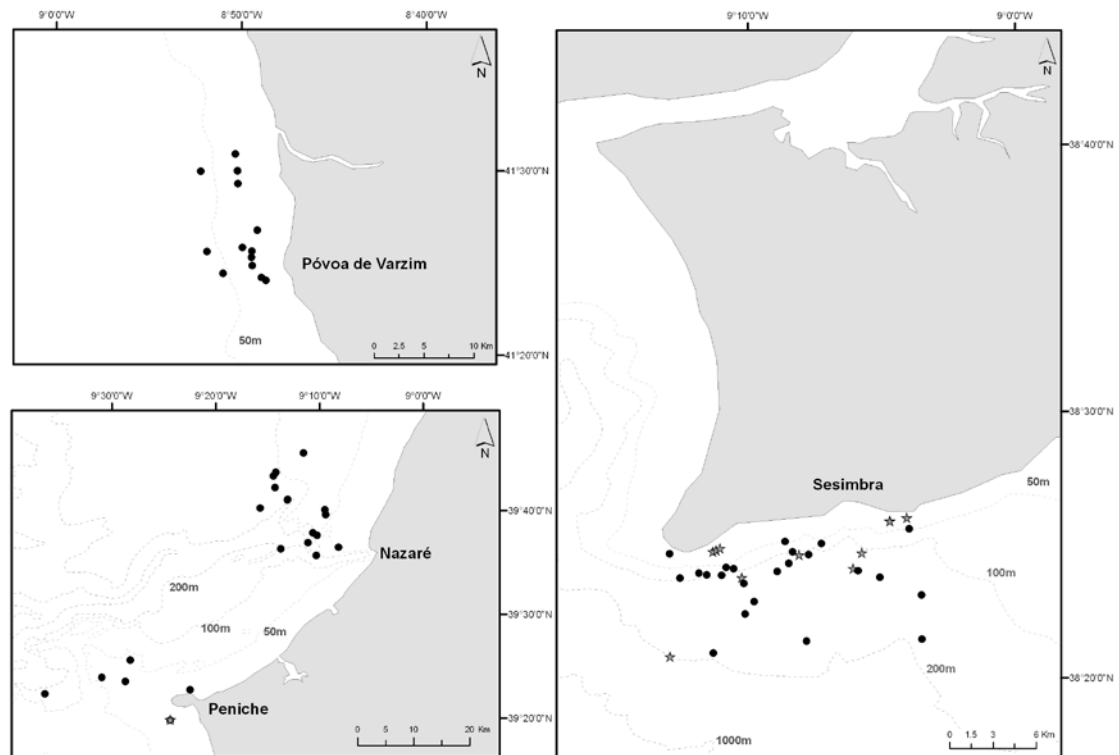 9°0'0"W 8°50'0"W 8°40'0"W
N
41°30'0"N
Póvoa de Varzim
0 2.5 5 10 Km
50m
41°20'0"N
9°30'0"W 9°20'0"W 9°10'0"W 9°0'0"W
N
39°40'0"N
Nazaré
200m
39°30'0"N
100m
50m
Peniche
39°20'0"N
0 5 10 20 Km
9°10'0"W 9°0'0"W
N
38°40'0"N
38°30'0"N
Sesimbra
50m
100m
200m
38°20'0"N
1000m
0 1.5 3 6 Km